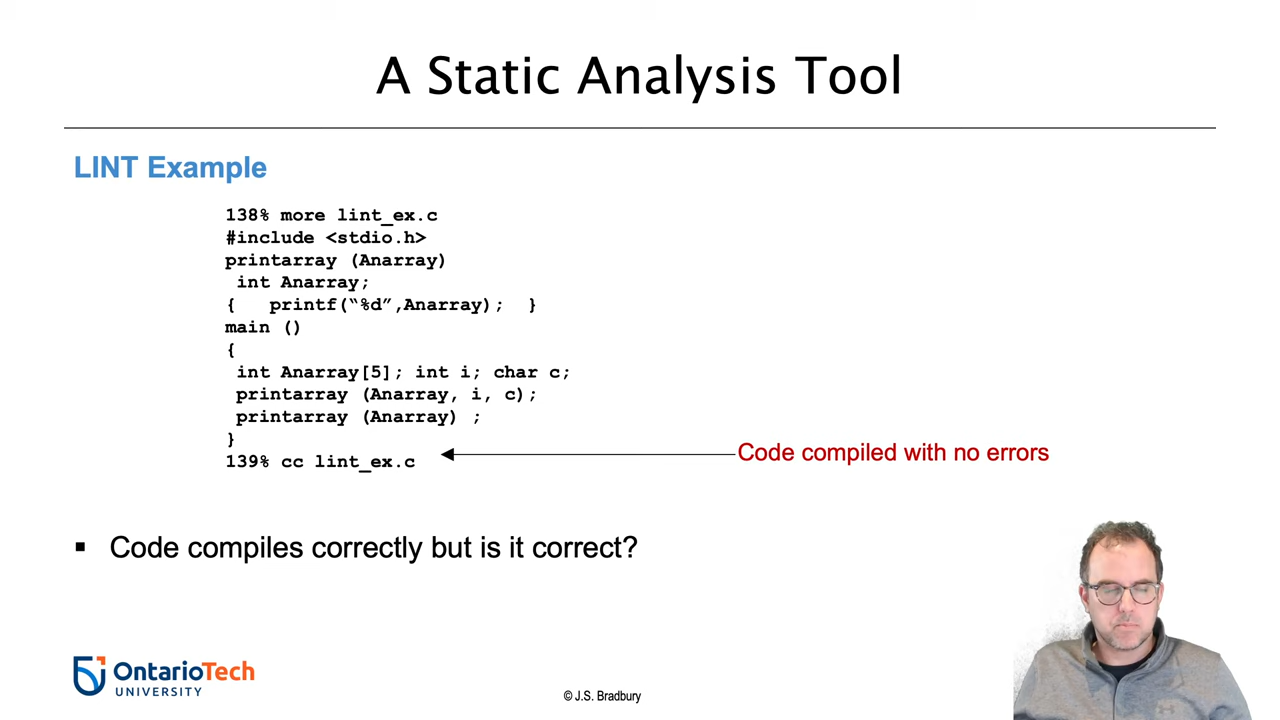 A Static Analysis Tool
LINT Example
138% more lint_ex.c
#include <stdio.h>
printarray (Anarray)
int Anarray;
{ printf(“%d”,Anarray); }
main ()
{
int Anarray[5]; int i; char c;
printarray (Anarray, i, c);
printarray (Anarray) ;
}
139% cc lint_ex.c
Code compiled with no errors
▪ Code compiles correctly but is it correct?
OntarioTech
UNIVERSITY
© J.S. Bradbury